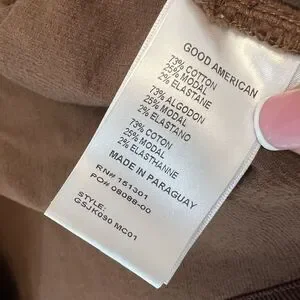 GOOD AMERICAN
73% COTTON
25% MODAL
2% ELASTANE
73% ALGODON
25% MODAL
2% ELASTANO
73% COTON
25% MODAL
2% ELASTHANNE
MADE IN PARAGUAY
RN# 151301
PO# 08088-00
STYLE:
GSJK090 MC01